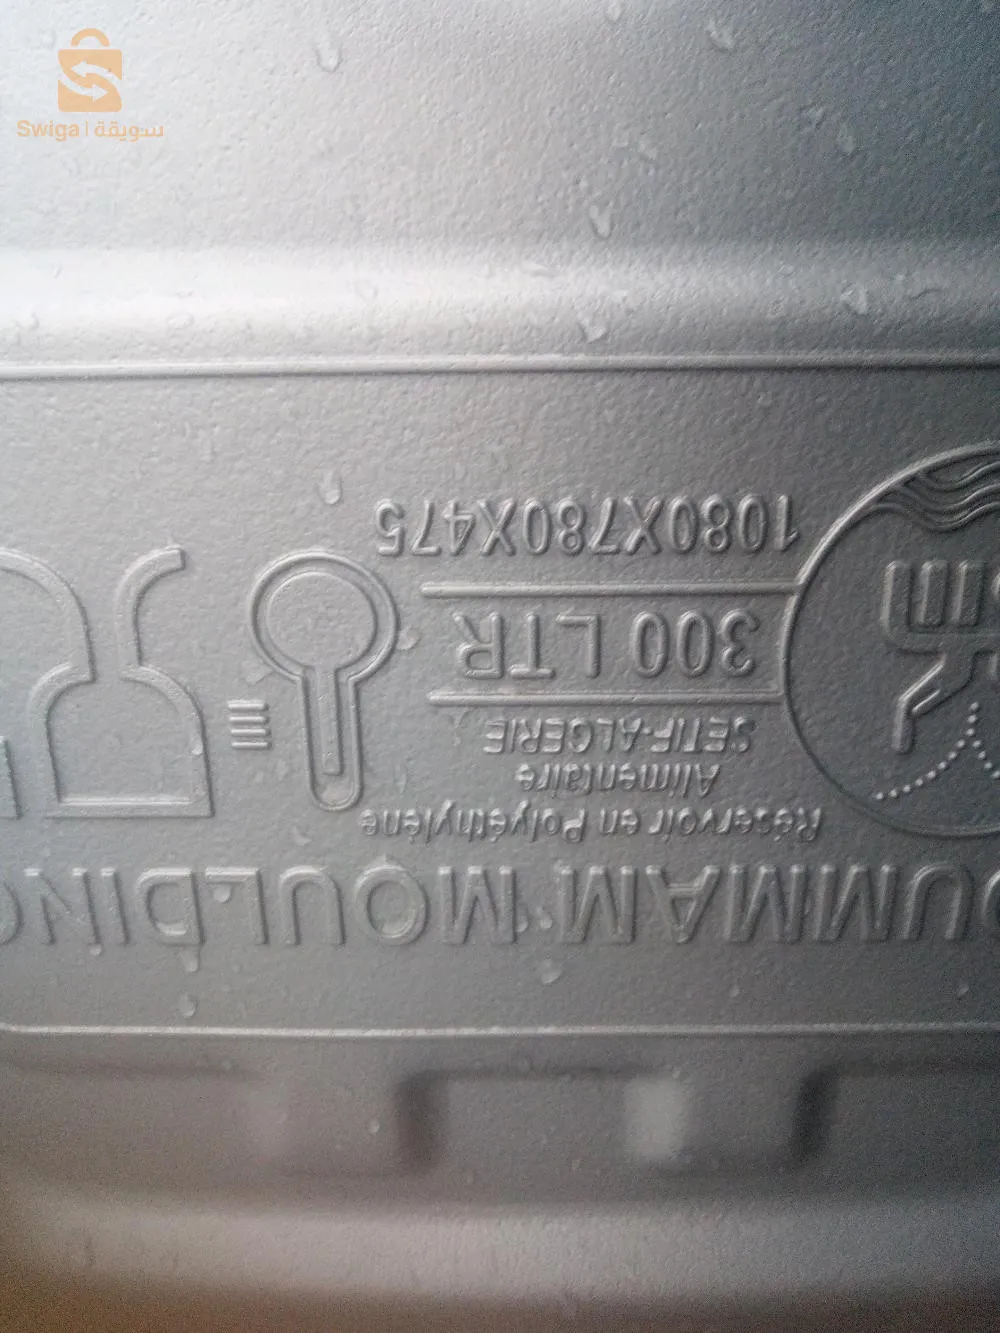 Swiga | سويقة
OUMMAM MOULDING
Réservoir en Polyéthylène
Alimentaire
SETIF-ALGERIE
300 LTR
1080X780X475